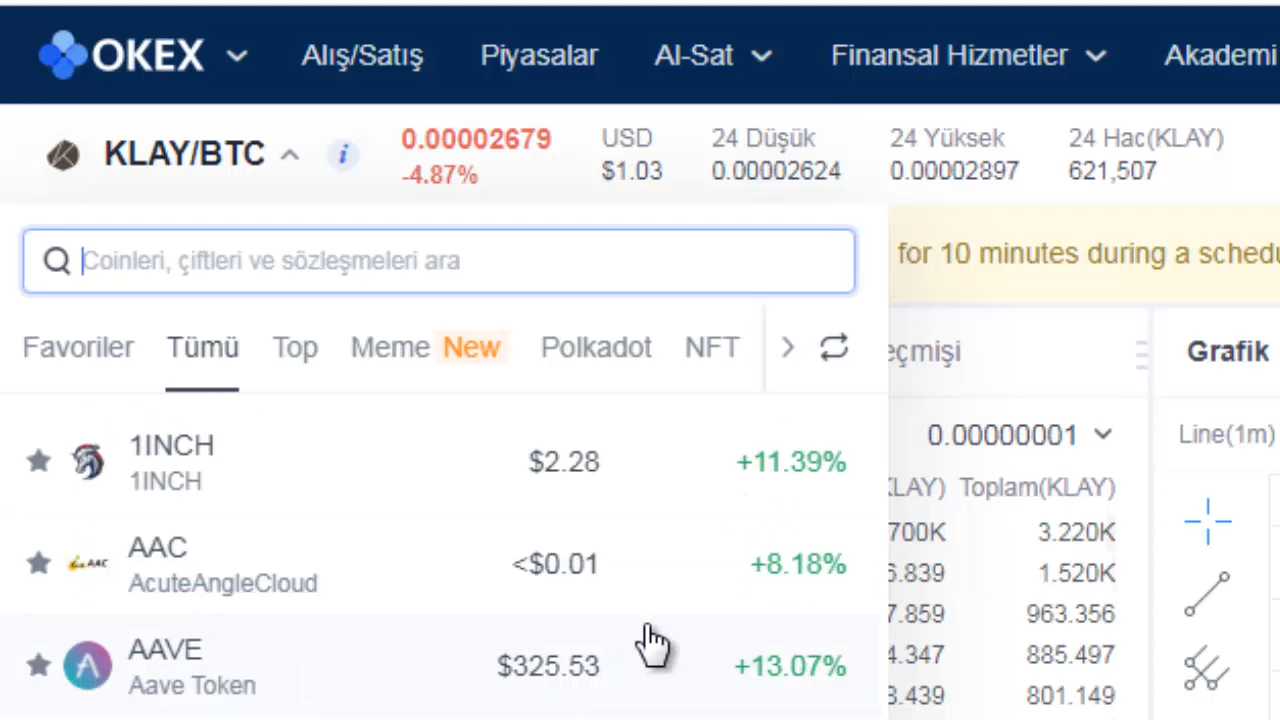 OKEX Alış/Satış Piyasalar Al-Sat Finansal Hizmetler Akademi
KLAY/BTC
0.00002679
-4.87%
USD
$1.03
24 Düşük
0.00002624
24 Yüksek
0.00002897
24 Hac(KLAY)
621,507
Coinleri, çiftleri ve sözleşmeleri ara
for 10 minutes during a schedu
Favoriler Tümü Top Meme New Polkadot NFT
1INCH
1INCH
$2.28
+11.39%
AAC
AcuteAngleCloud
<$0.01
+8.18%
AAVE
Aave Token
$325.53
+13.07%
eçmişi
0.00000001
LAY) Toplam(KLAY)
700K 3.220K
6.839 1.520K
7.859 963.356
4.347 885.497
3.439 801.149
Grafik
Line(1m)